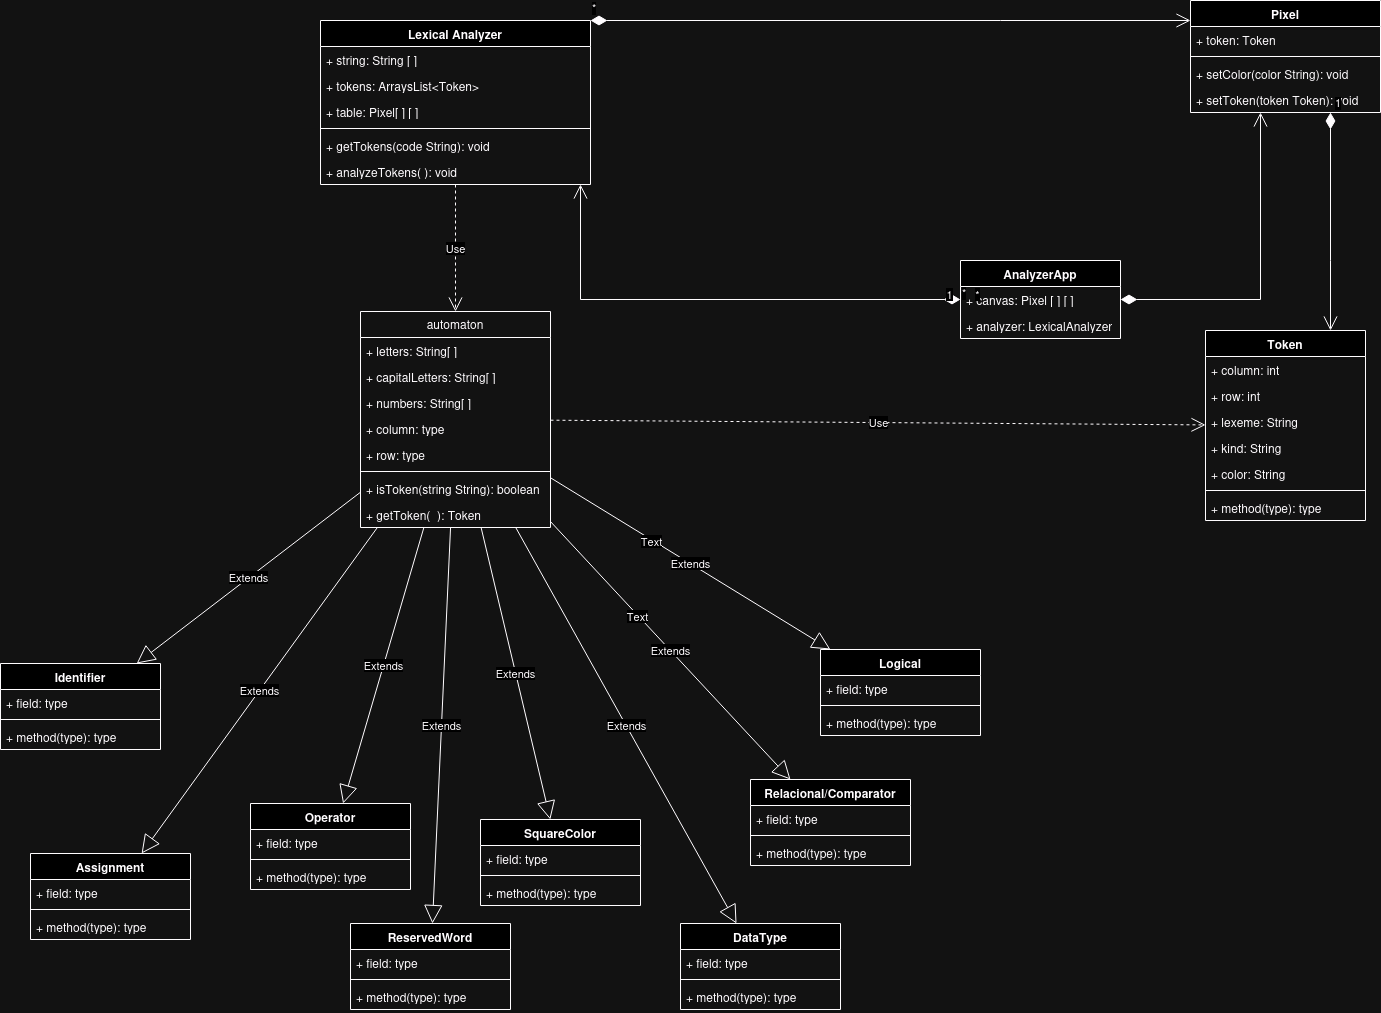 *
Lexical Analyzer
+ string: String [ ]
+ tokens: ArraysList<Token>
+ table: Pixel[ ] [ ]
+ getTokens(code String): void
+ analyzeTokens( ): void
Pixel
+ token: Token
+ setColor(color String): void
+ setToken(token Token): void
1
Use
AnalyzerApp
1
*
*
+ canvas: Pixel [ ] [ ]
+ analyzer: LexicalAnalyzer
automaton
+ letters: String[ ]
+ capitalLetters: String[ ]
+ numbers: String[ ]
+ column: type
+ row: type
+ isToken(string String): boolean
+ getToken(  ): Token
Use
Token
+ column: int
+ row: int
+ lexeme: String
+ kind: String
+ color: String
+ method(type): type
Text
Extends
Extends
Text
Extends
Extends
Extends
Extends
Extends
Extends
Identifier
+ field: type
+ method(type): type
Logical
+ field: type
+ method(type): type
Relacional/Comparator
+ field: type
+ method(type): type
Operator
+ field: type
+ method(type): type
SquareColor
+ field: type
+ method(type): type
Assignment
+ field: type
+ method(type): type
ReservedWord
+ field: type
+ method(type): type
DataType
+ field: type
+ method(type): type